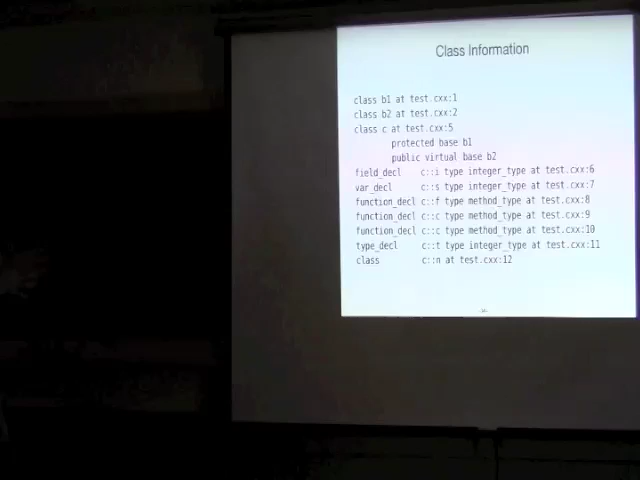 Class Information
class b1 at test.cxx:1
class b2 at test.cxx:2
class c at test.cxx:5
protected base b1
public virtual base b2
field_decl c::i type integer_type at test.cxx:6
var_decl c::s type integer_type at test.cxx:7
function_decl c::f type method_type at test.cxx:8
function_decl c::c type method_type at test.cxx:9
function_decl c::c type method_type at test.cxx:10
type_decl c::t type integer_type at test.cxx:11
class c::n at test.cxx:12